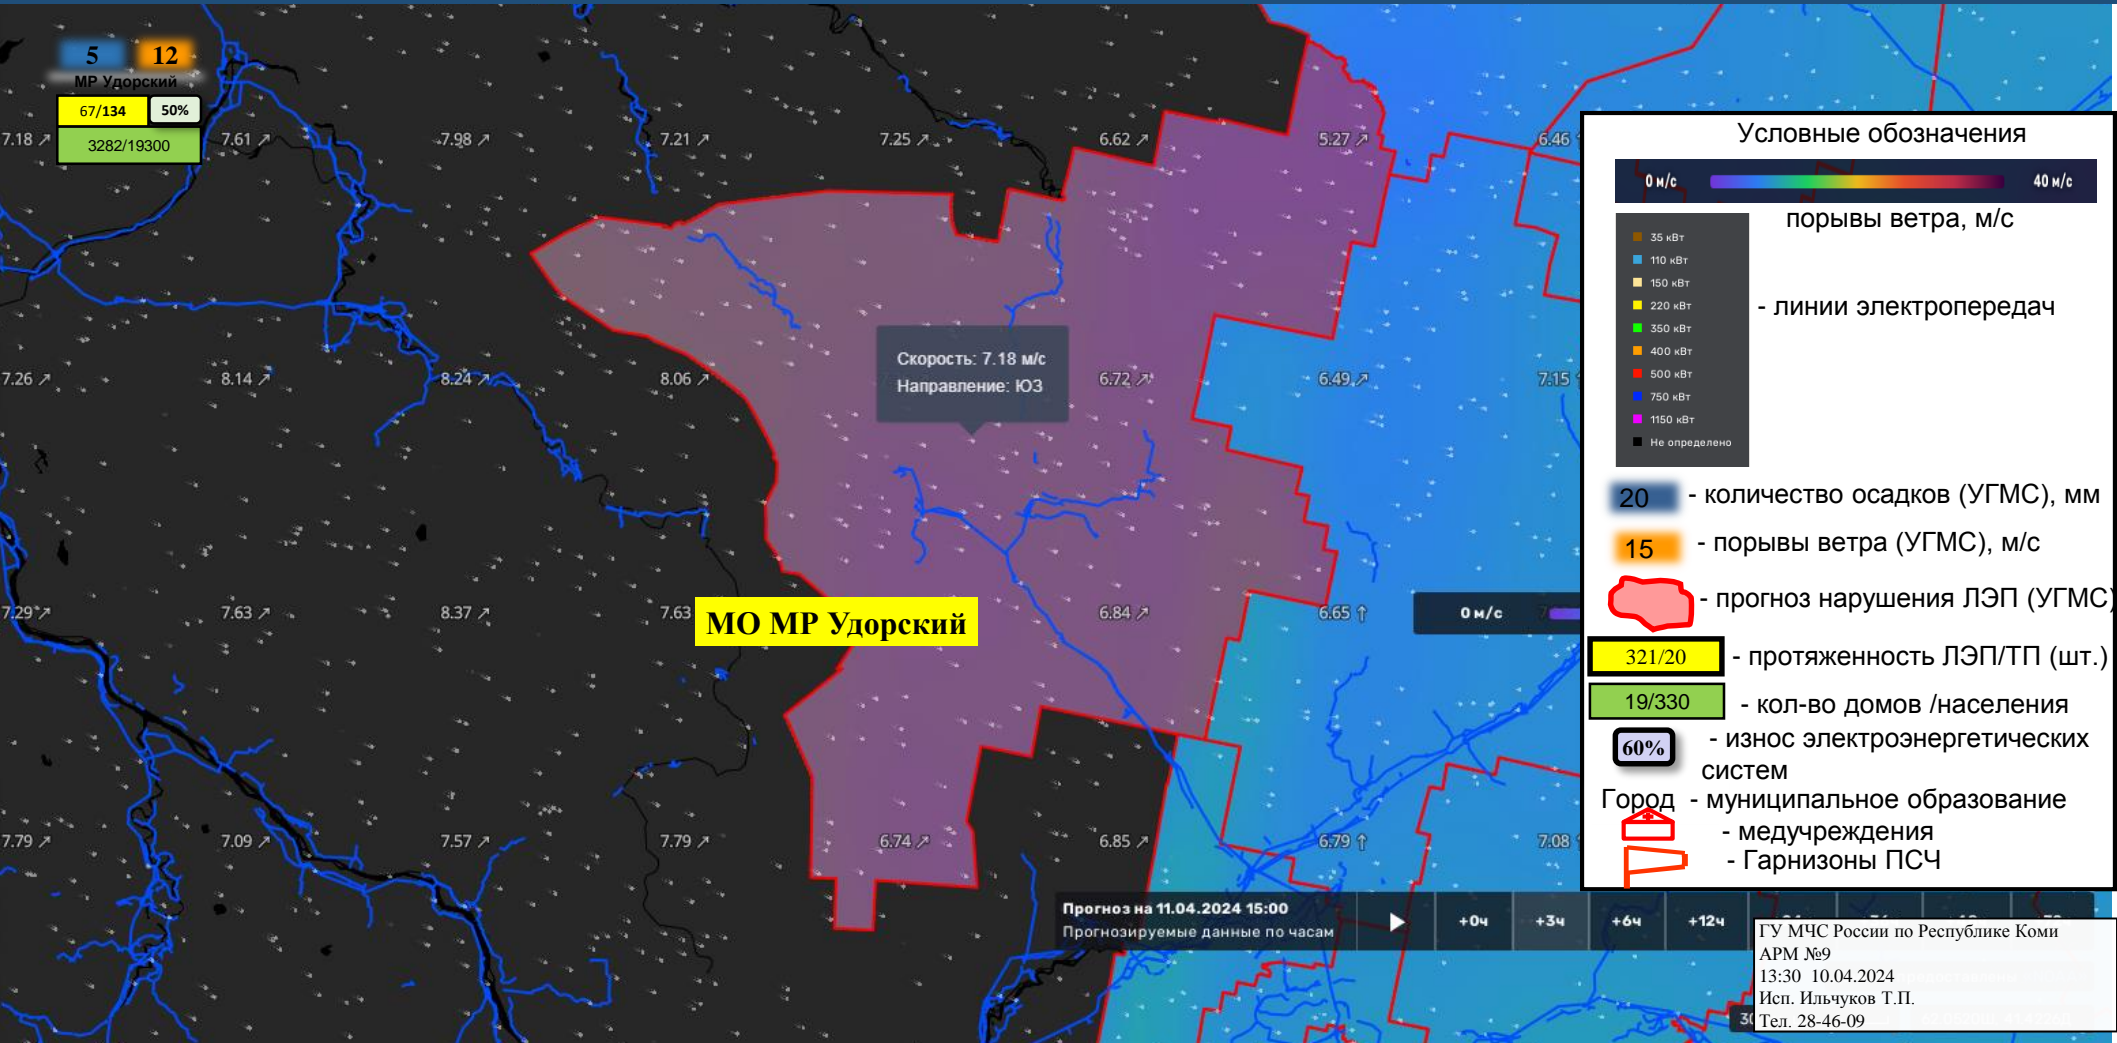 5 12
МР Удорский
67/134 50%
3282/19300
7.18 7.61 7.98 7.21 7.25 6.62 5.27 6.46
7.26 8.14 8.24 8.06 6.72 6.49 7.15
Скорость: 7.18 м/с
Направление: ЮЗ
7.29 7.63 8.37 7.63 6.84 6.65
МО МР Удорский
0 м/с
7.79 7.09 7.57 7.79 6.74 6.85 6.79 7.08
Прогноз на 11.04.2024 15:00
Прогнозируемые данные по часам
+0ч +3ч +6ч +12ч
Условные обозначения
0 м/с 40 м/с
порывы ветра, м/с
35 кВт
110 кВт
150 кВт
220 кВт
350 кВт
400 кВт
500 кВт
750 кВт
1150 кВт
Не определено
- линии электропередач
20 - количество осадков (УГМС), мм
15 - порывы ветра (УГМС), м/с
- прогноз нарушения ЛЭП (УГМС)
321/20 - протяженность ЛЭП/ТП (шт.)
19/330 - кол-во домов /населения
60% - износ электроэнергетических
систем
Город - муниципальное образование
- медучреждения
- Гарнизоны ПСЧ
ГУ МЧС России по Республике Коми
АРМ №9
13:30 10.04.2024
Исп. Ильчуков Т.П.
Тел. 28-46-09